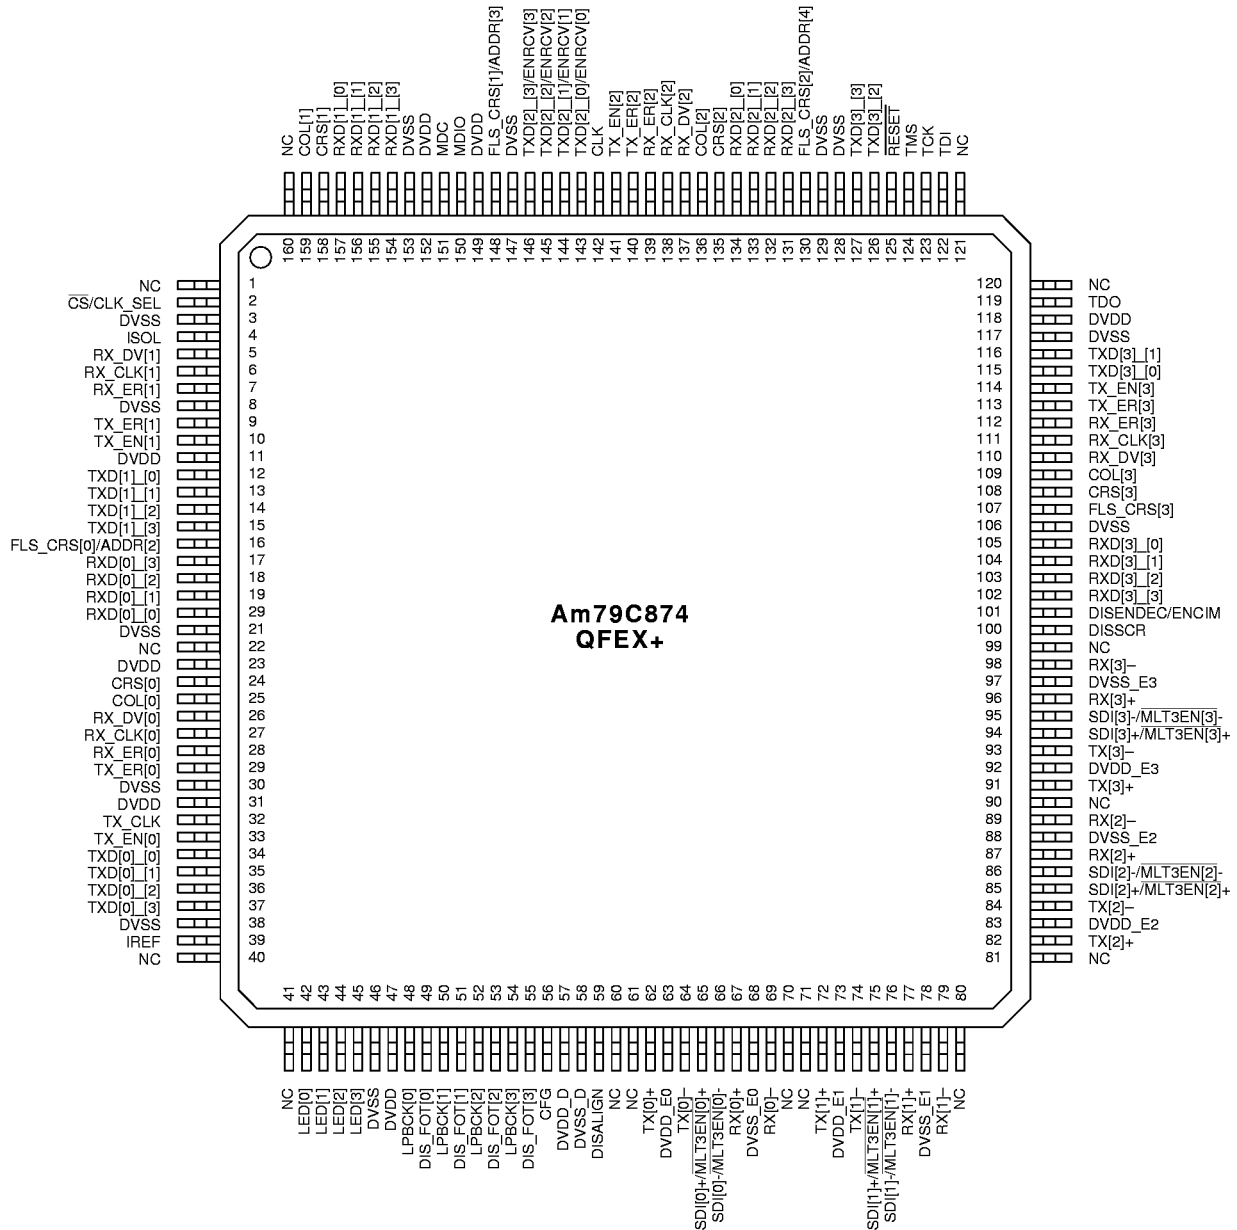 NC 160
COL[1] 159
CRS[1] 158
RXD[1]_[0] 157
RXD[1]_[1] 156
RXD[1]_[2] 155
RXD[1]_[3] 154
DVSS 153
DVDD 152
MDC 151
MDIO 150
DVDD 149
FLS_CRS[1]/ADDR[3] 148
DVSS 147
TXD[2]_[3]/ENRCV[3] 146
TXD[2]_[2]/ENRCV[2] 145
TXD[2]_[1]/ENRCV[1] 144
TXD[2]_[0]/ENRCV[0] 143
CLK 142
TX_EN[2] 141
TX_ER[2] 140
RX_ER[2] 139
RX_CLK[2] 138
RX_DV[2] 137
COL[2] 136
CRS[2] 135
RXD[2]_[0] 134
RXD[2]_[1] 133
RXD[2]_[2] 132
RXD[2]_[3] 131
FLS_CRS[2]/ADDR[4] 130
DVSS 129
DVSS 128
TXD[3]_[3] 127
TXD[3]_[2] 126
RESET 125
TMS 124
TCK 123
TDI 122
NC 121
NC 1
CS/CLK_SEL 2
DVSS 3
ISOL 4
RX_DV[1] 5
RX_CLK[1] 6
RX_ER[1] 7
DVSS 8
TX_ER[1] 9
TX_EN[1] 10
DVDD 11
TXD[1]_[0] 12
TXD[1]_[1] 13
TXD[1]_[2] 14
TXD[1]_[3] 15
FLS_CRS[0]/ADDR[2] 16
RXD[0]_[3] 17
RXD[0]_[2] 18
RXD[0]_[1] 19
RXD[0]_[0] 29
DVSS 21
NC 22
DVDD 23
CRS[0] 24
COL[0] 25
RX_DV[0] 26
RX_CLK[0] 27
RX_ER[0] 28
TX_ER[0] 29
DVSS 30
DVDD 31
TX_CLK 32
TX_EN[0] 33
TXD[0]_[0] 34
TXD[0]_[1] 35
TXD[0]_[2] 36
TXD[0]_[3] 37
DVSS 38
IREF 39
NC 40
Am79C874
QFEX+
120 NC
119 TDO
118 DVDD
117 DVSS
116 TXD[3]_[1]
115 TXD[3]_[0]
114 TX_EN[3]
113 TX_ER[3]
112 RX_ER[3]
111 RX_CLK[3]
110 RX_DV[3]
109 COL[3]
108 CRS[3]
107 FLS_CRS[3]
106 DVSS
105 RXD[3]_[0]
104 RXD[3]_[1]
103 RXD[3]_[2]
102 RXD[3]_[3]
101 DISENDEC/ENCIM
100 DISSCR
99 NC
98 RX[3]–
97 DVSS_E3
96 RX[3]+
95 SDI[3]-/MLT3EN[3]-
94 SDI[3]+/MLT3EN[3]+
93 TX[3]–
92 DVDD_E3
91 TX[3]+
90 NC
89 RX[2]–
88 DVSS_E2
87 RX[2]+
86 SDI[2]-/MLT3EN[2]-
85 SDI[2]+/MLT3EN[2]+
84 TX[2]–
83 DVDD_E2
82 TX[2]+
81 NC
41 NC
42 LED[0]
43 LED[1]
44 LED[2]
45 LED[3]
46 DVSS
47 DVDD
48 LPBCK[0]
49 DIS_FOT[0]
50 LPBCK[1]
51 DIS_FOT[1]
52 LPBCK[2]
53 DIS_FOT[2]
54 LPBCK[3]
55 DIS_FOT[3]
56 CFG
57 DVDD_D
58 DVSS_D
59 DISALIGN
60 NC
61 NC
62 TX[0]+
63 DVDD_E0
64 TX[0]–
65 SDI[0]+/MLT3EN[0]+
66 SDI[0]-/MLT3EN[0]-
67 RX[0]+
68 DVSS_E0
69 RX[0]–
70 NC
71 NC
72 TX[1]+
73 DVDD_E1
74 TX[1]–
75 SDI[1]+/MLT3EN[1]+
76 SDI[1]-/MLT3EN[1]-
77 RX[1]+
78 DVSS_E1
79 RX[1]–
80 NC